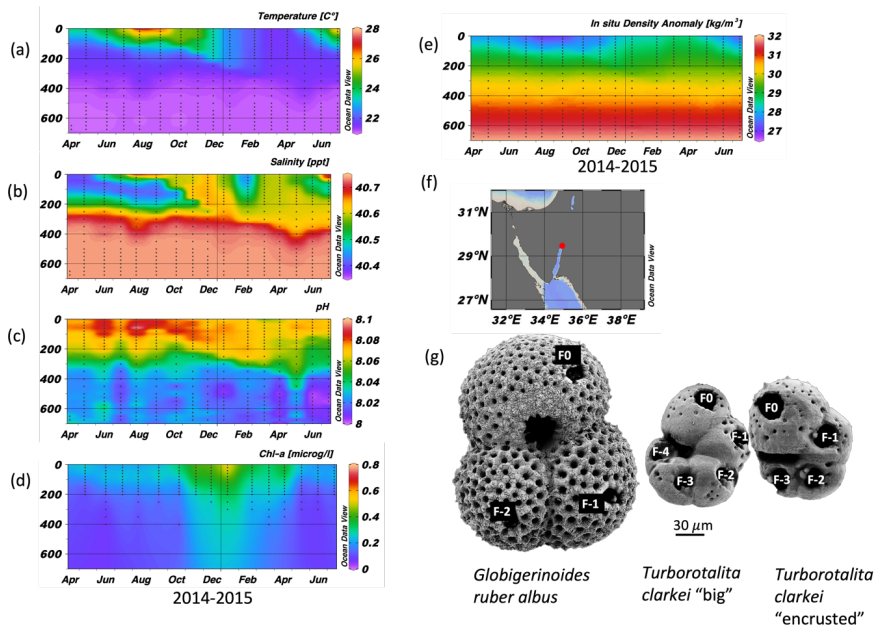 (a)
Temperature [C°]
0
200
400
600
Apr Jun Aug Oct Dec Feb Apr Jun
28
26
24
22
Ocean Data View
(b)
Salinity [ppt]
0
200
400
600
Apr Jun Aug Oct Dec Feb Apr Jun
40.7
40.6
40.5
40.4
Ocean Data View
(c)
pH
0
200
400
600
Apr Jun Aug Oct Dec Feb Apr Jun
8.1
8.08
8.06
8.04
8.02
8
Ocean Data View
(d)
Chl-a [microg/l]
0
200
400
600
Apr Jun Aug Oct Dec Feb Apr Jun
0.8
0.6
0.4
0.2
0
Ocean Data View
2014-2015
(e)
In situ Density Anomaly [kg/m³]
0
200
400
600
Apr Jun Aug Oct Dec Feb Apr Jun
32
31
30
29
28
27
Ocean Data View
2014-2015
(f)
31°N
29°N
27°N
32°E 34°E 36°E 38°E
Ocean Data View
(g)
F0
F-1
F-2
F0
F-1
F-2
F-3
F-4
F0
F-1
F-2
F-3
30 μm
Globigerinoides
ruber albus
Turborotalita
clarkei “big”
Turborotalita
clarkei
“encrusted”